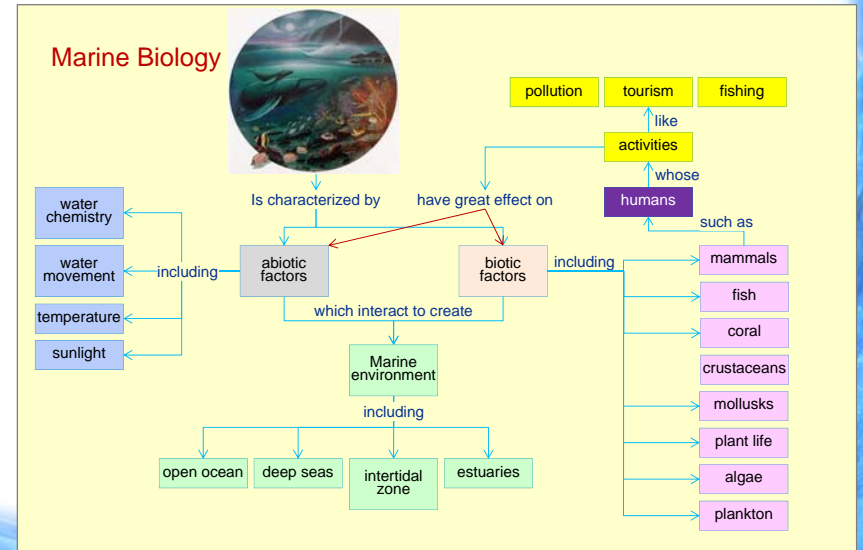 Marine Biology
pollution
tourism
fishing
like
activities
whose
Is characterized by
have great effect on
humans
such as
water
chemistry
water
movement
including
temperature
sunlight
abiotic
factors
biotic
factors
including
mammals
fish
coral
crustaceans
mollusks
plant life
algae
plankton
which interact to create
Marine
environment
including
open ocean
deep seas
intertidal
zone
estuaries